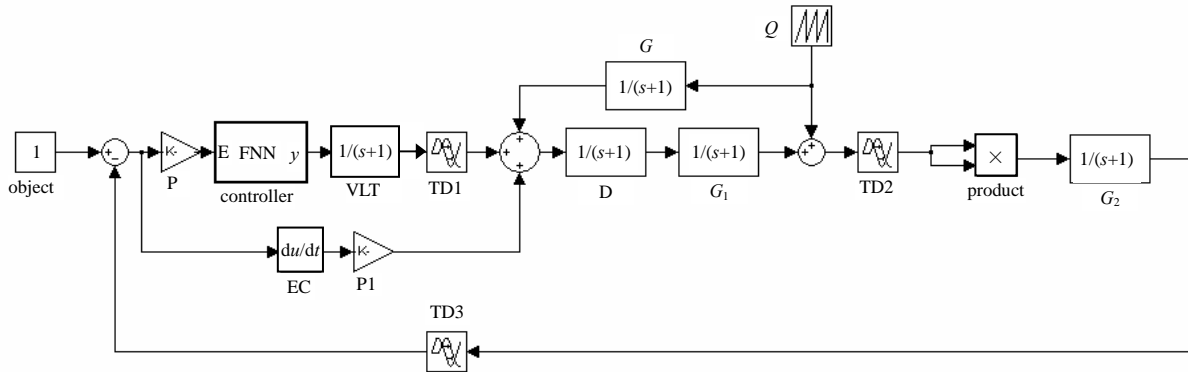 Q
G
1/(s+1)
1
object
+
−
K-
P
E FNN y
controller
1/(s+1)
VLT
TD1
+
+
+
1/(s+1)
D
1/(s+1)
G₁
+
+
TD2
×
product
1/(s+1)
G₂
du/dt
EC
K-
P1
TD3